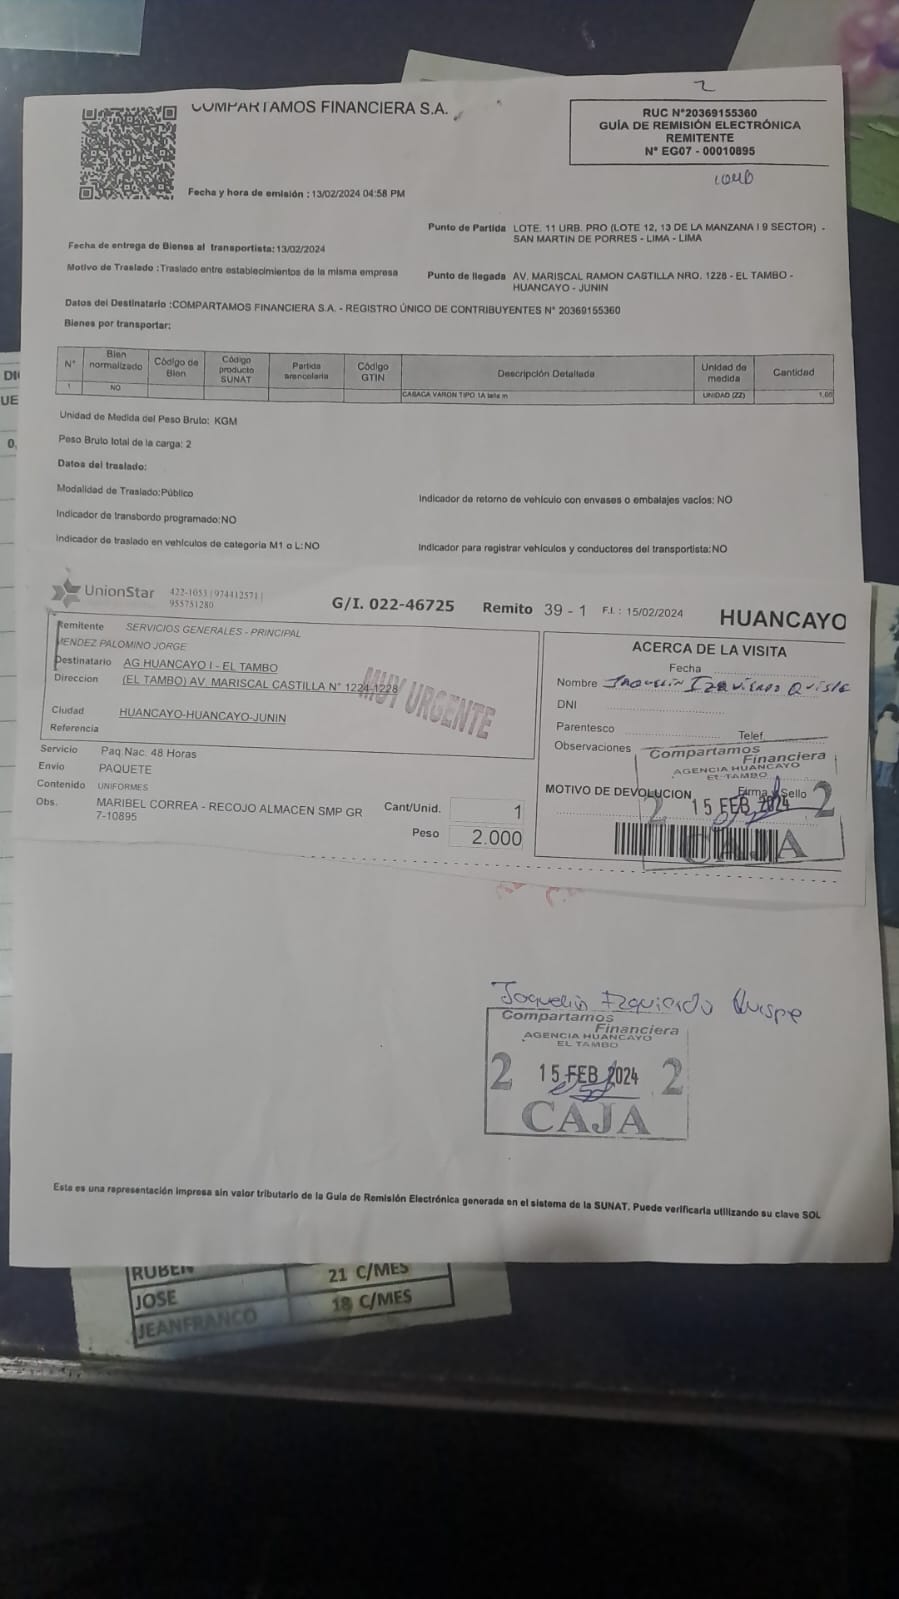 COMPARTAMOS FINANCIERA S.A.
2
RUC N°20369155360
GUÍA DE REMISIÓN ELECTRÓNICA
REMITENTE
N° EG07 - 00010895
Fecha y hora de emisión : 13/02/2024 04:58 PM
Punto de Partida LOTE. 11 URB. PRO (LOTE 12, 13 DE LA MANZANA I 9 SECTOR) -
SAN MARTIN DE PORRES - LIMA - LIMA
Fecha de entrega de Bienes al transportista:13/02/2024
Motivo de Traslado :Traslado entre establecimientos de la misma empresa
Punto de llegada AV. MARISCAL RAMON CASTILLA NRO. 1228 - EL TAMBO -
HUANCAYO - JUNIN
Datos del Destinatario :COMPARTAMOS FINANCIERA S.A. - REGISTRO ÚNICO DE CONTRIBUYENTES N° 20369155360
Bienes por transportar:
N° Bien normalizado Código de Bien Código producto SUNAT Partida arancelaria Código GTIN Descripción Detallada Unidad de medida Cantidad
1 NO CASACA VARON TIPO 1A talla m UNIDAD (ZZ) 1.00
Unidad de Medida del Peso Bruto: KGM
Peso Bruto total de la carga: 2
Datos del traslado:
Modalidad de Traslado:Público
Indicador de retorno de vehículo con envases o embalajes vacíos: NO
Indicador de transbordo programado:NO
Indicador de traslado en vehículos de categoría M1 o L:NO
Indicador para registrar vehículos y conductores del transportista:NO
UnionStar
422-1053 | 974412571 |
955751280
G/I. 022-46725 Remito 39 - 1 F.I.: 15/02/2024 HUANCAYO
Remitente SERVICIOS GENERALES - PRINCIPAL
MENDEZ PALOMINO JORGE
Destinatario AG HUANCAYO I - EL TAMBO
Direccion (EL TAMBO) AV. MARISCAL CASTILLA N° 1224-1228
MUY URGENTE
Ciudad HUANCAYO-HUANCAYO-JUNIN
Referencia
Servicio Paq Nac. 48 Horas
Envio PAQUETE
Contenido UNIFORMES
Obs. MARIBEL CORREA - RECOJO ALMACEN SMP GR
7-10895
Cant/Unid. 1
Peso 2.000
ACERCA DE LA VISITA
Fecha
Nombre Jaquelin Izquierdo Quispe
DNI
Parentesco Telef.
Observaciones
Compartamos
Financiera
AGENCIA HUANCAYO
EL TAMBO
MOTIVO DE DEVOLUCION Firma y Sello
2 15 FEB 2024 2
CAJA
Joquelin Izquierdo Quispe
Compartamos
Financiera
AGENCIA HUANCAYO
EL TAMBO
2 15 FEB 2024 2
CAJA
Esta es una representación impresa sin valor tributario de la Guía de Remisión Electrónica generada en el sistema de la SUNAT. Puede verificarla utilizando su clave SOL
RUBEN 21 C/MES
JOSE 18 C/MES
JEANFRANCO